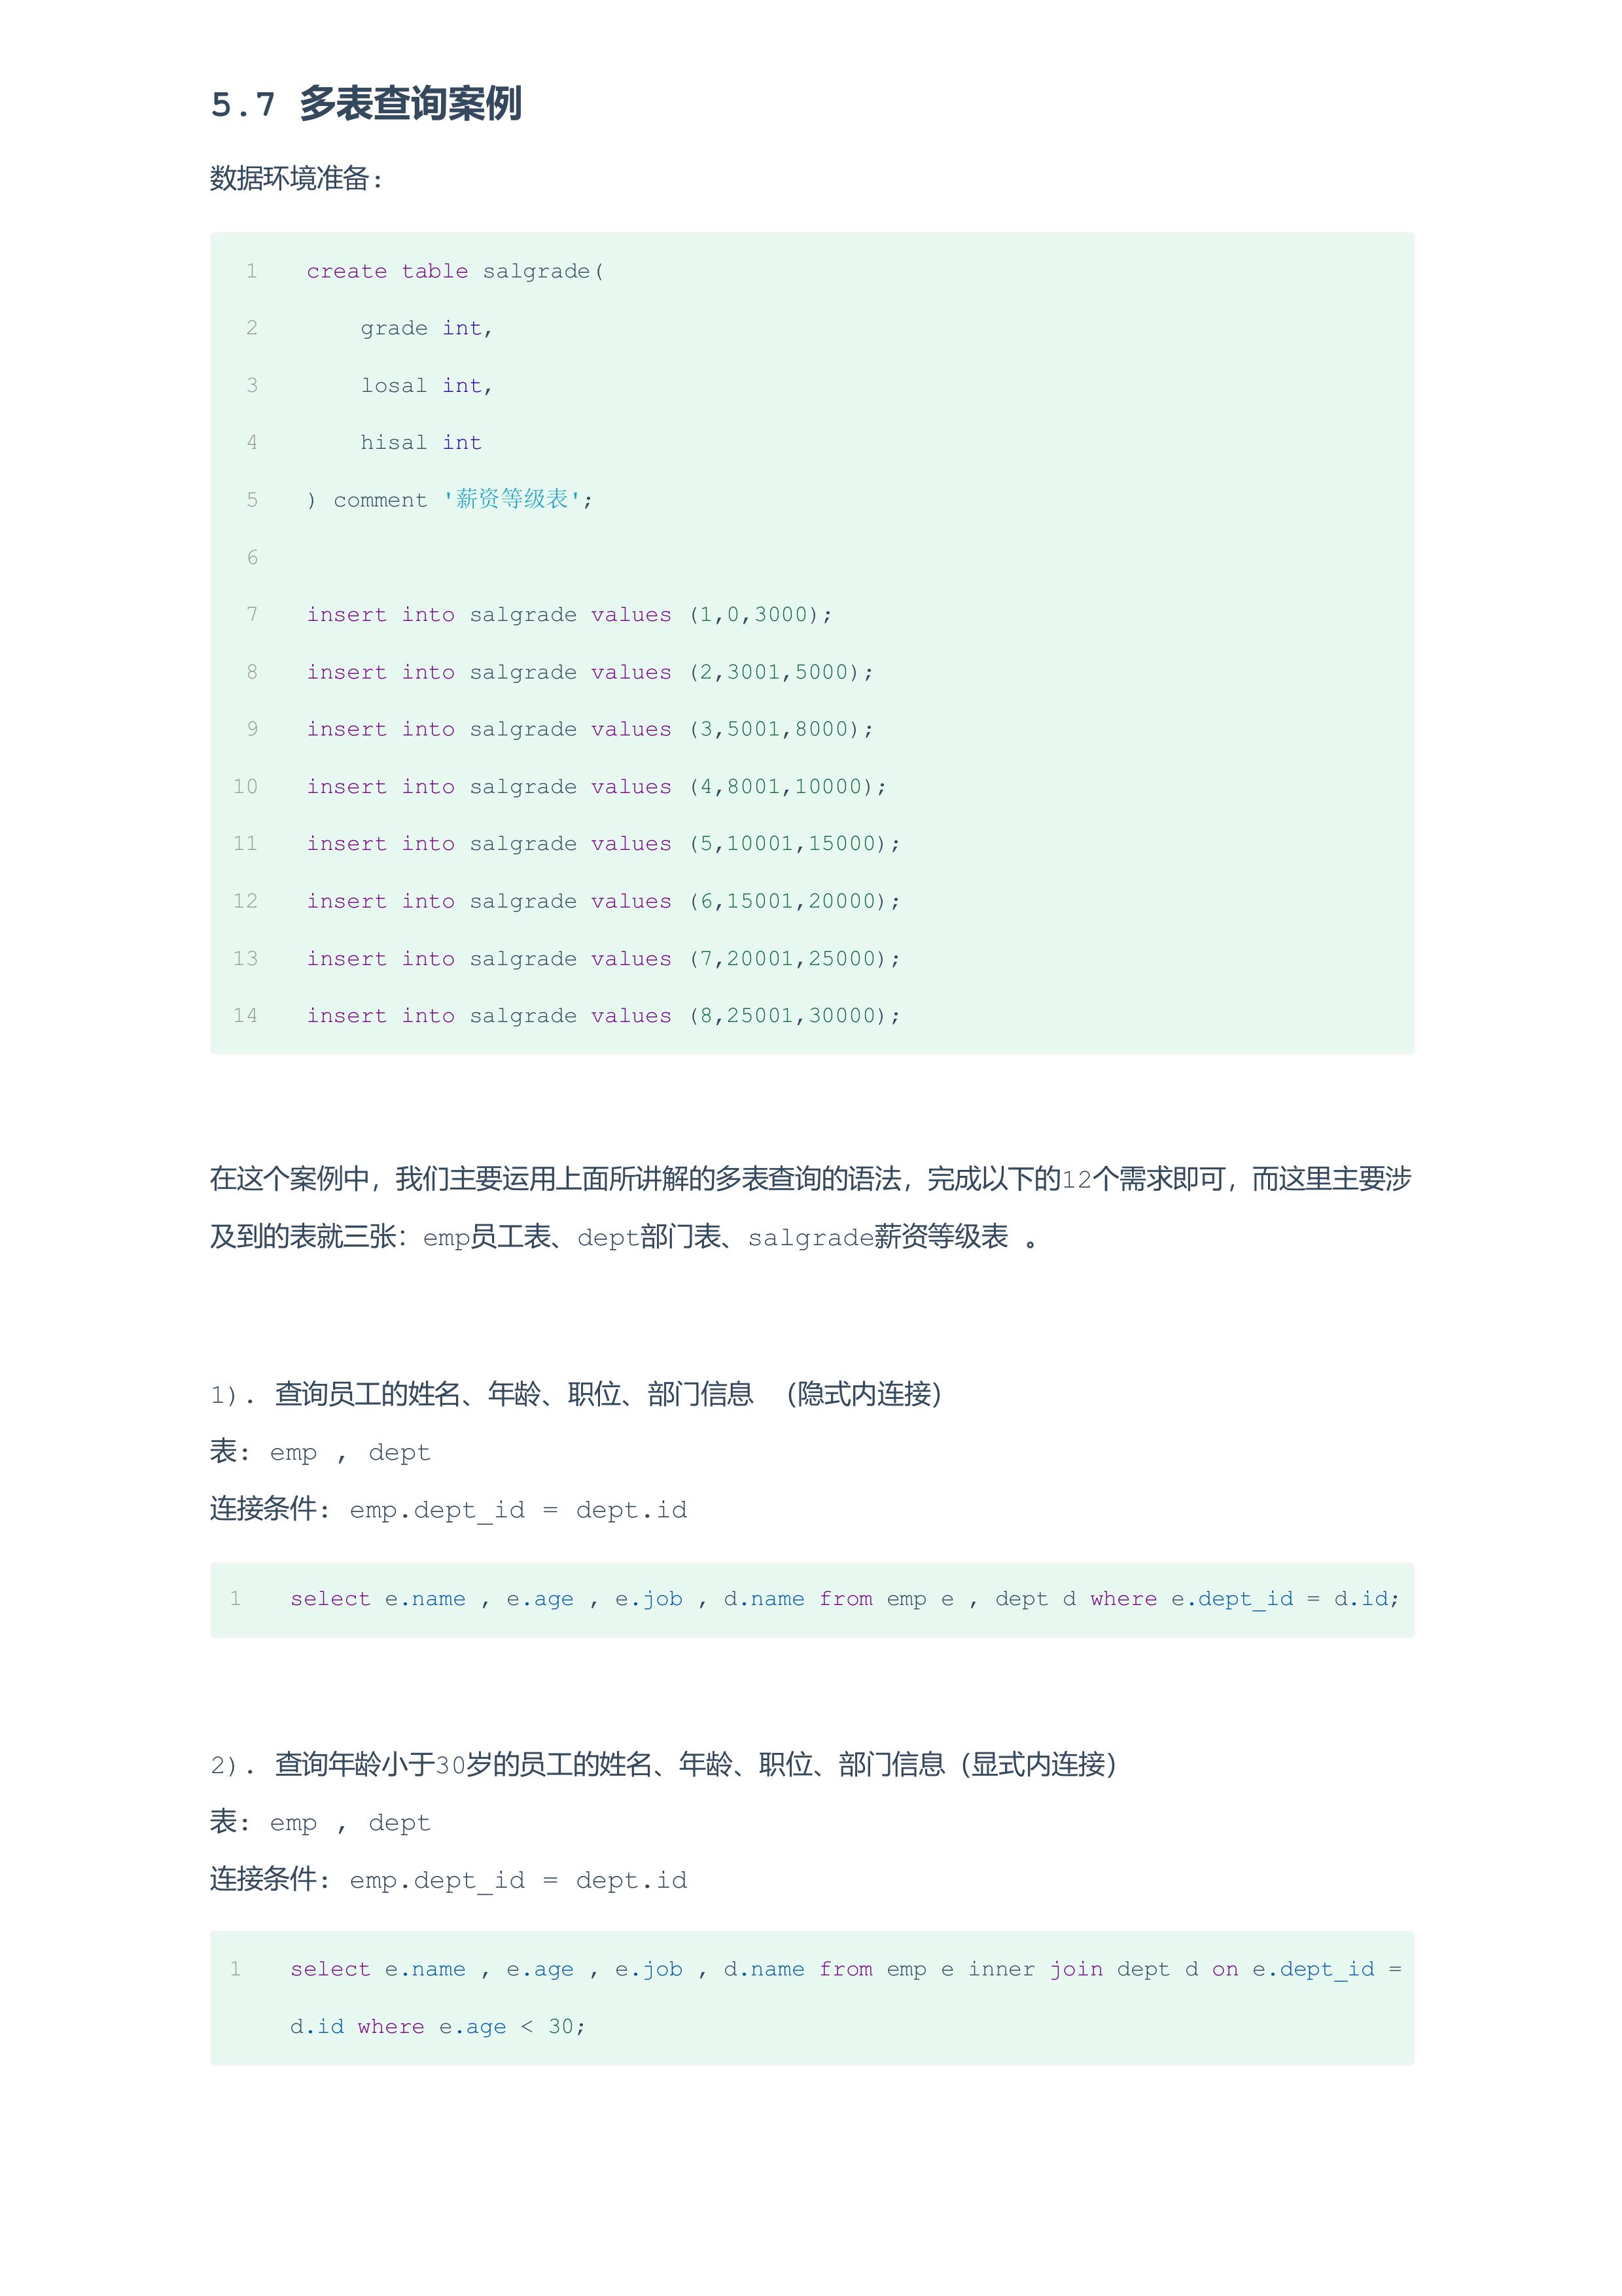 5.7 多表查询案例
数据环境准备:
1 create table salgrade(
2 grade int,
3 losal int,
4 hisal int
5 ) comment '薪资等级表';
6
7 insert into salgrade values (1,0,3000);
8 insert into salgrade values (2,3001,5000);
9 insert into salgrade values (3,5001,8000);
10 insert into salgrade values (4,8001,10000);
11 insert into salgrade values (5,10001,15000);
12 insert into salgrade values (6,15001,20000);
13 insert into salgrade values (7,20001,25000);
14 insert into salgrade values (8,25001,30000);
在这个案例中，我们主要运用上面所讲解的多表查询的语法，完成以下的12个需求即可，而这里主要涉
及到的表就三张：emp员工表、dept部门表、salgrade薪资等级表 。
1). 查询员工的姓名、年龄、职位、部门信息 （隐式内连接）
表: emp , dept
连接条件: emp.dept_id = dept.id
1 select e.name , e.age , e.job , d.name from emp e , dept d where e.dept_id = d.id;
2). 查询年龄小于30岁的员工的姓名、年龄、职位、部门信息（显式内连接）
表: emp , dept
连接条件: emp.dept_id = dept.id
1 select e.name , e.age , e.job , d.name from emp e inner join dept d on e.dept_id =
d.id where e.age < 30;